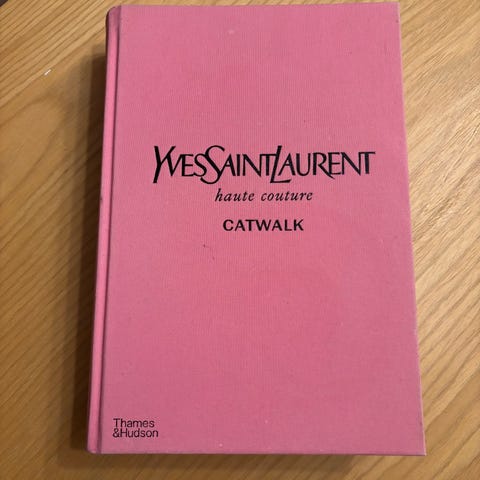 YVESSAINTLAURENT
haute couture
CATWALK
Thames
&Hudson